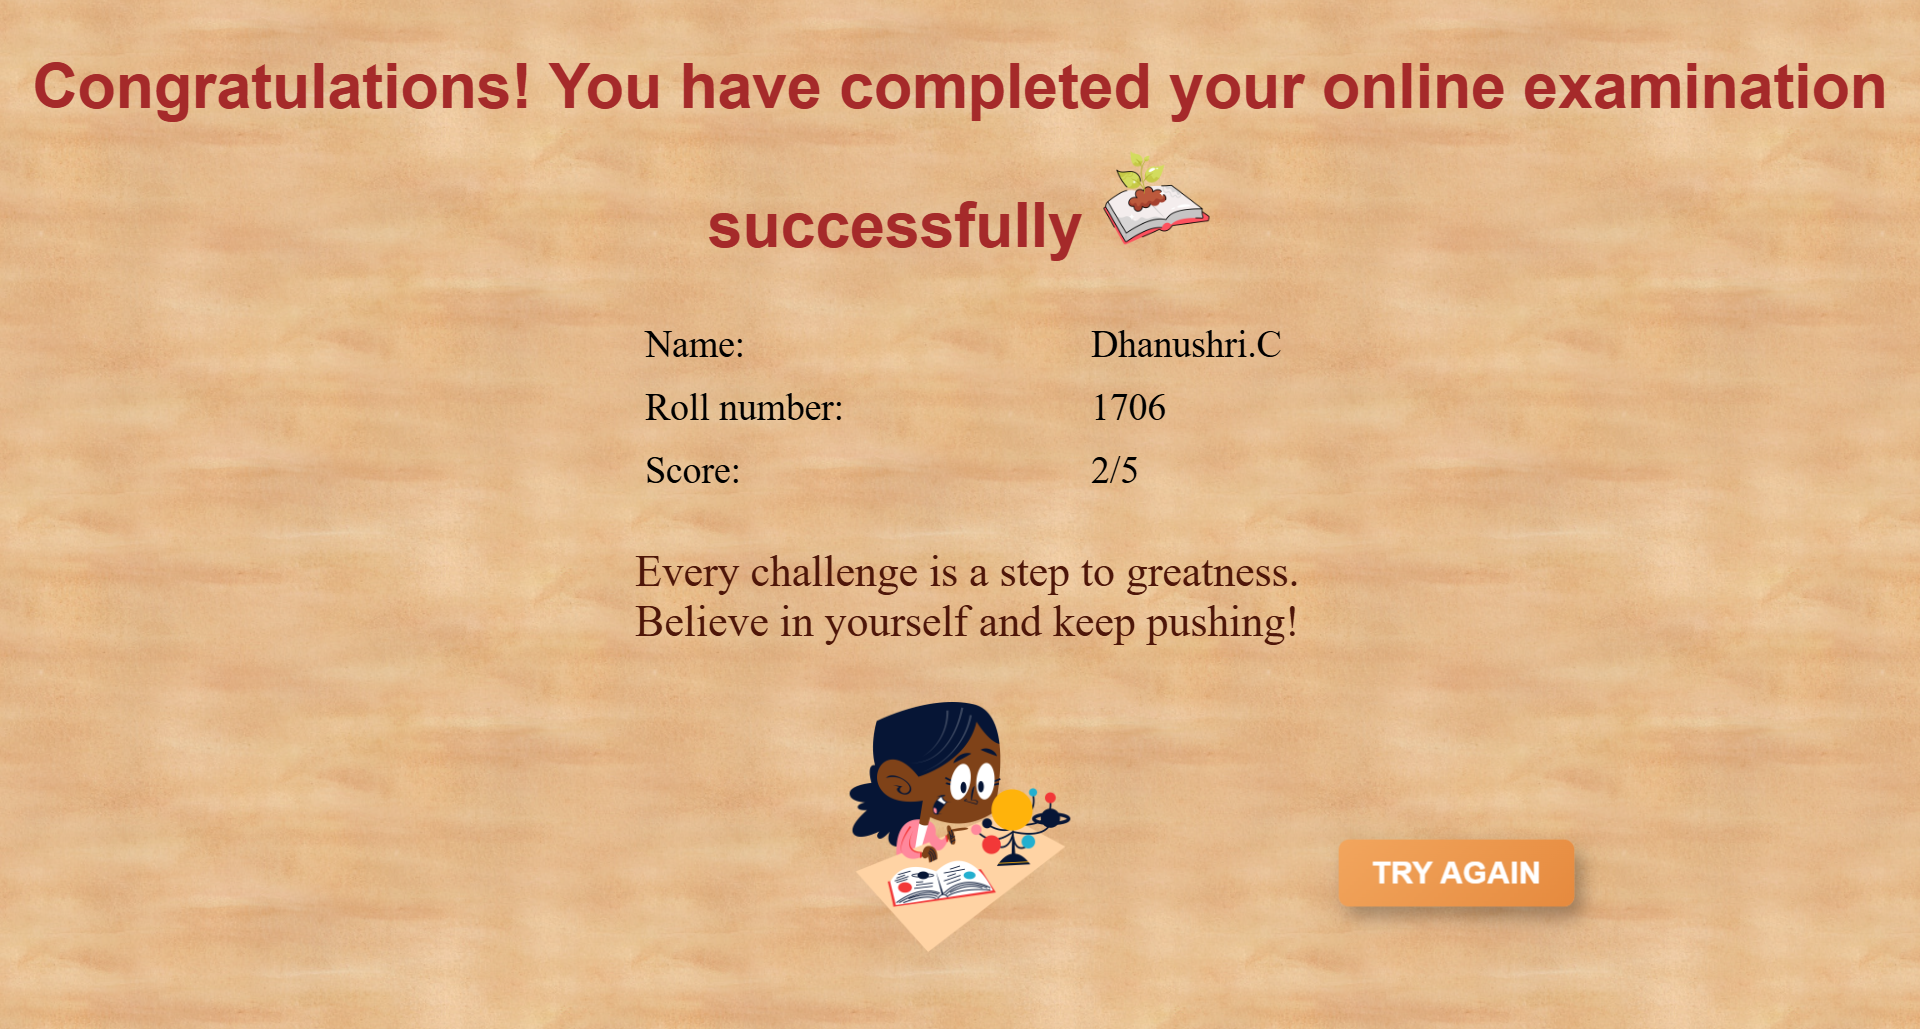 Congratulations! You have completed your online examination
successfully
Name: Dhanushri.C
Roll number: 1706
Score: 2/5
Every challenge is a step to greatness.
Believe in yourself and keep pushing!
TRY AGAIN